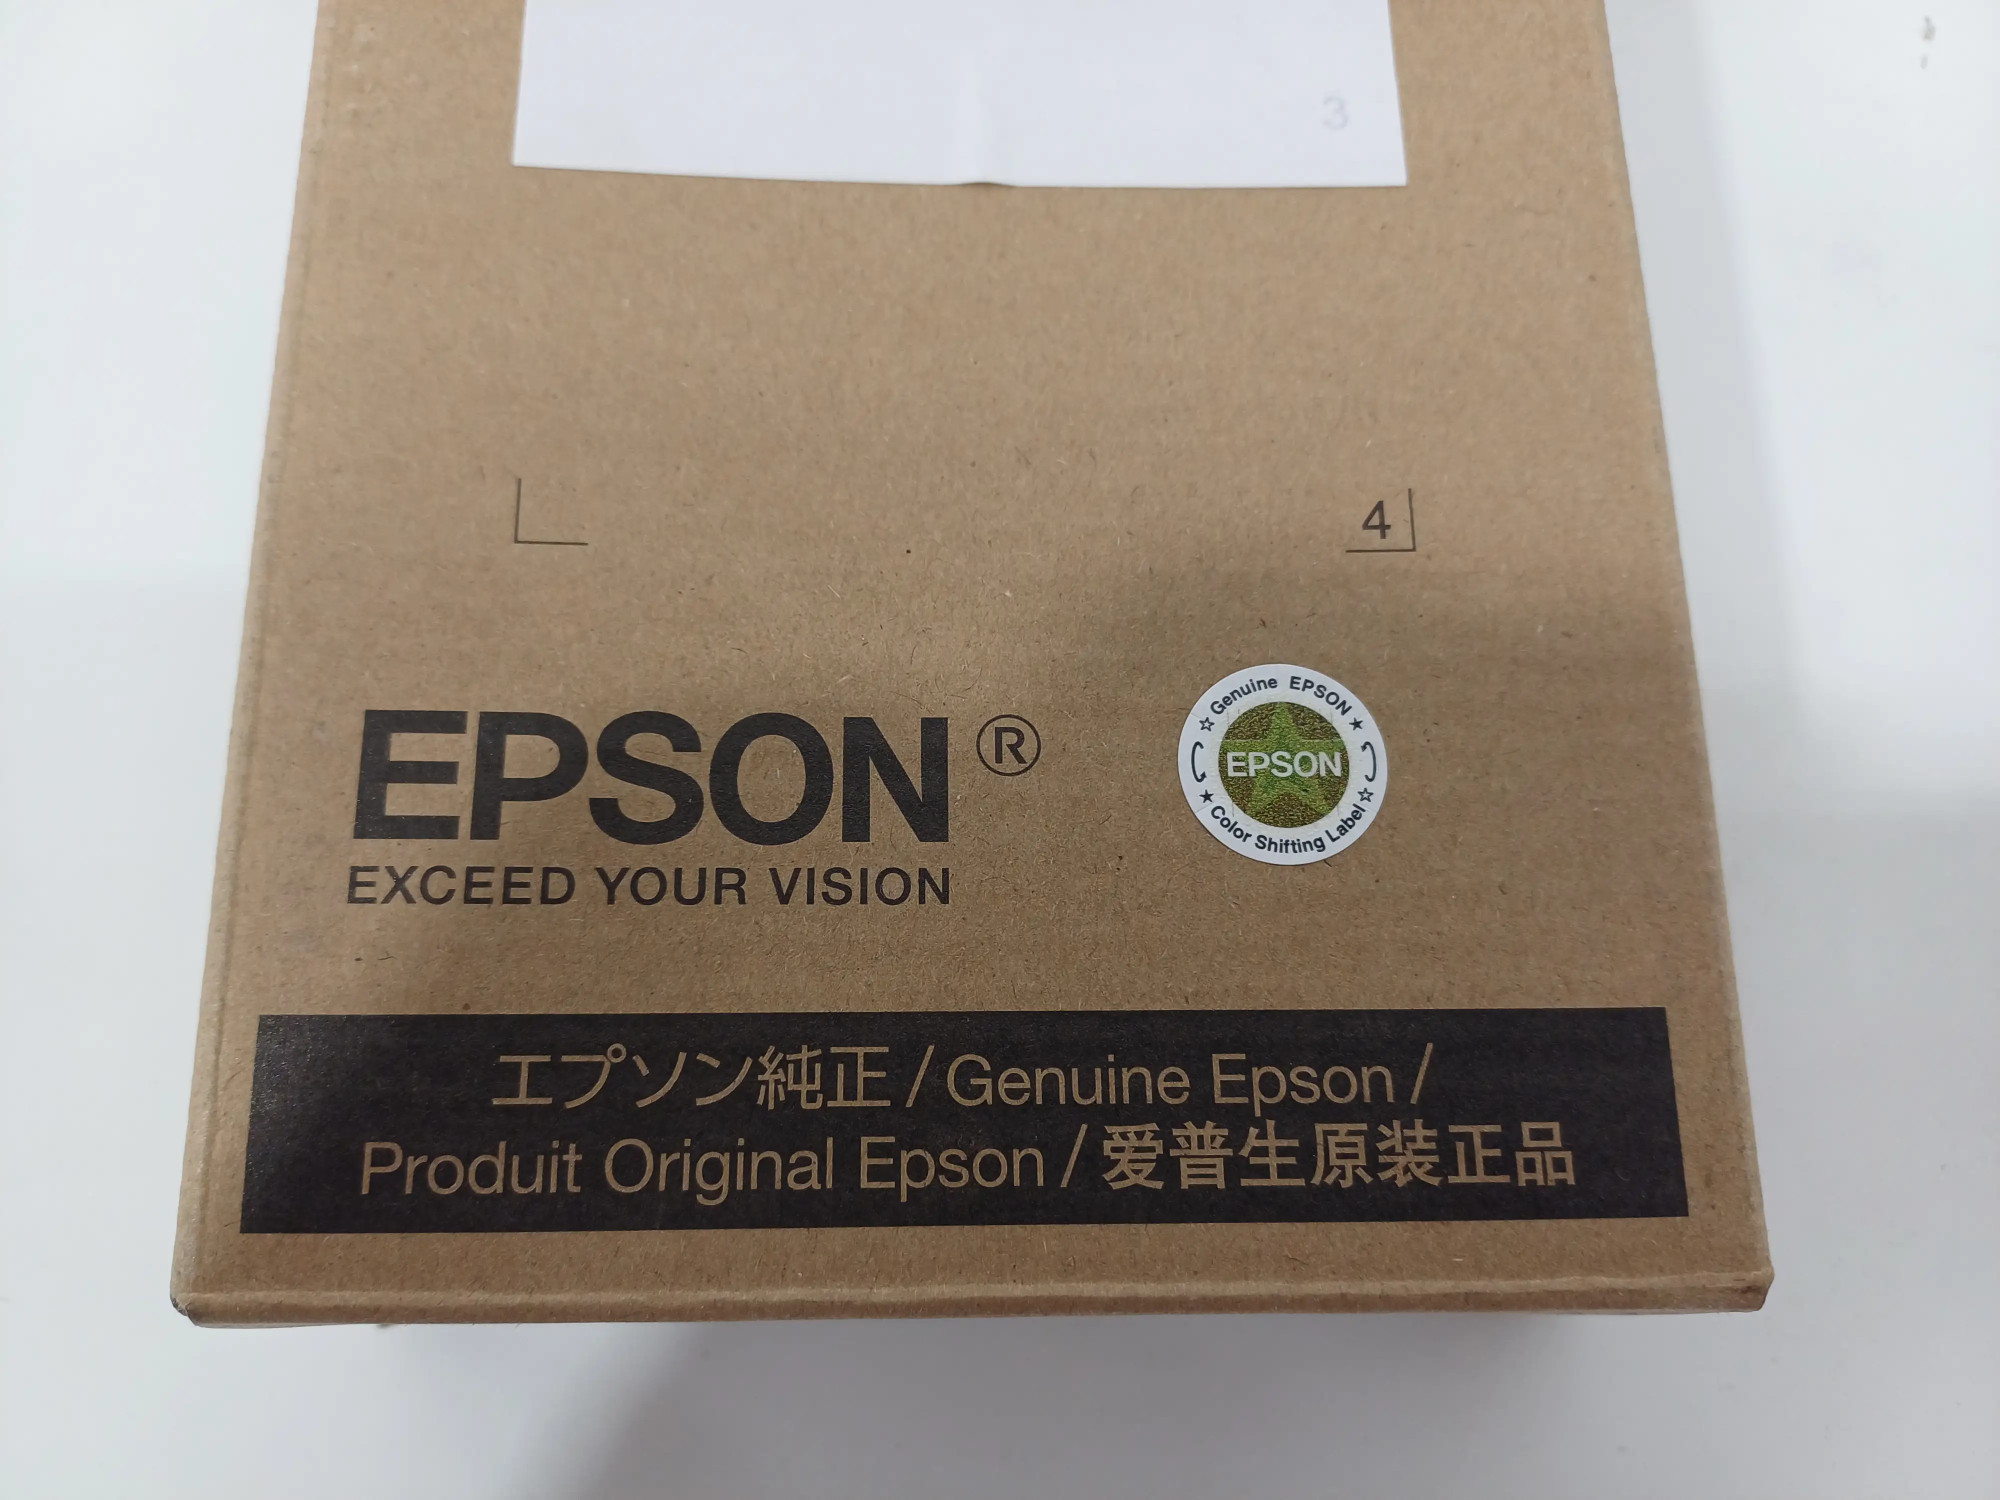 3
4
EPSON®
EXCEED YOUR VISION
☆ Genuine EPSON ★
EPSON
★ Color Shifting Label ☆
エプソン純正 / Genuine Epson /
Produit Original Epson / 爱普生原装正品